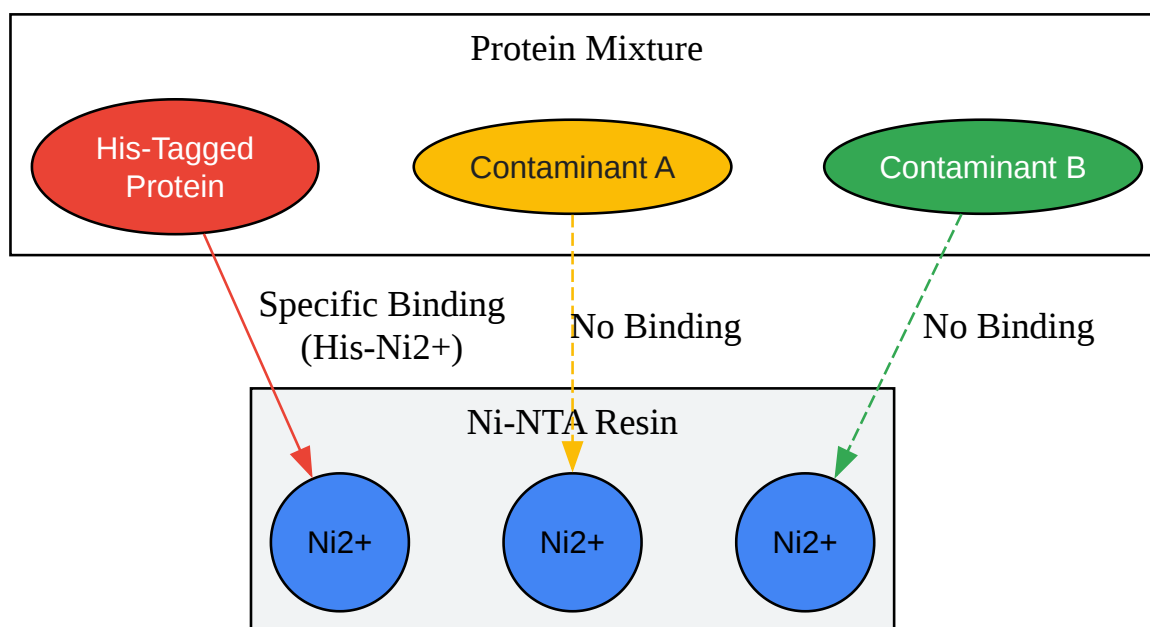 Protein Mixture
His-Tagged
Protein
Contaminant A
Contaminant B
Specific Binding
(His-Ni2+)
No Binding
No Binding
Ni-NTA Resin
Ni2+
Ni2+
Ni2+